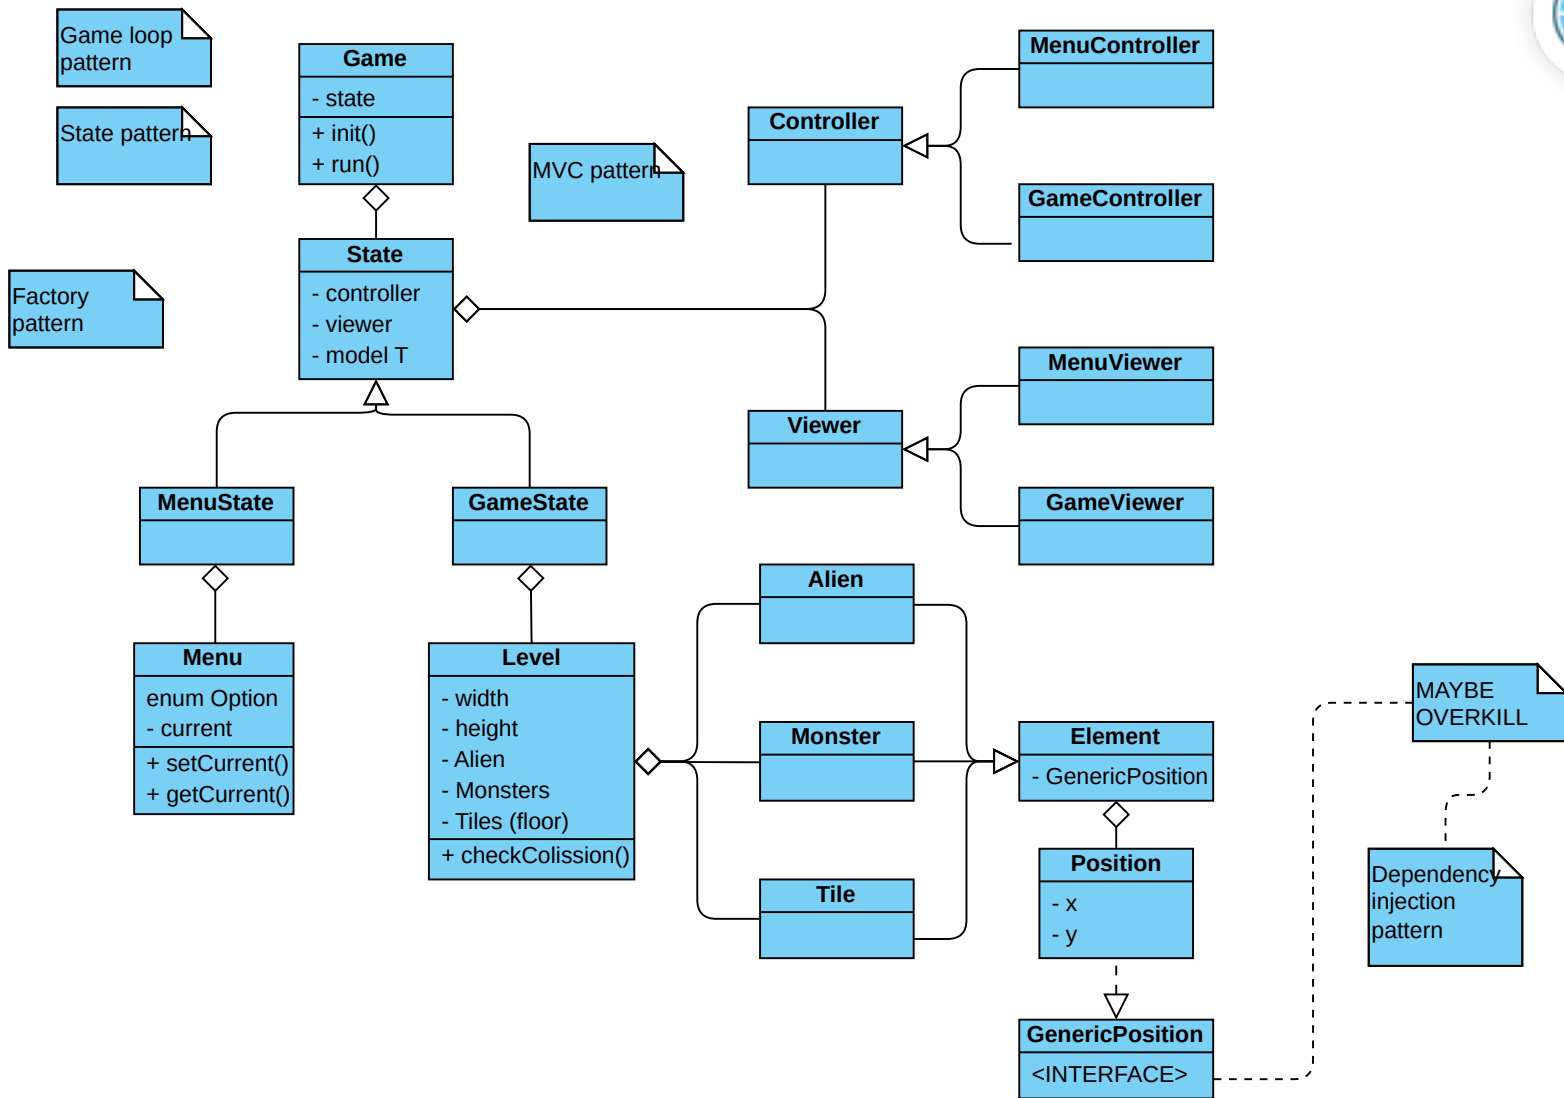 Game loop
pattern
State pattern
Factory
pattern
Game
- state
+ init()
+ run()
MVC pattern
State
- controller
- viewer
- model T
Controller
MenuController
GameController
Viewer
MenuViewer
GameViewer
MenuState
GameState
Menu
enum Option
- current
+ setCurrent()
+ getCurrent()
Level
- width
- height
- Alien
- Monsters
- Tiles (floor)
+ checkColission()
Alien
Monster
Tile
Element
- GenericPosition
Position
- x
- y
GenericPosition
<INTERFACE>
MAYBE
OVERKILL
Dependency
injection
pattern